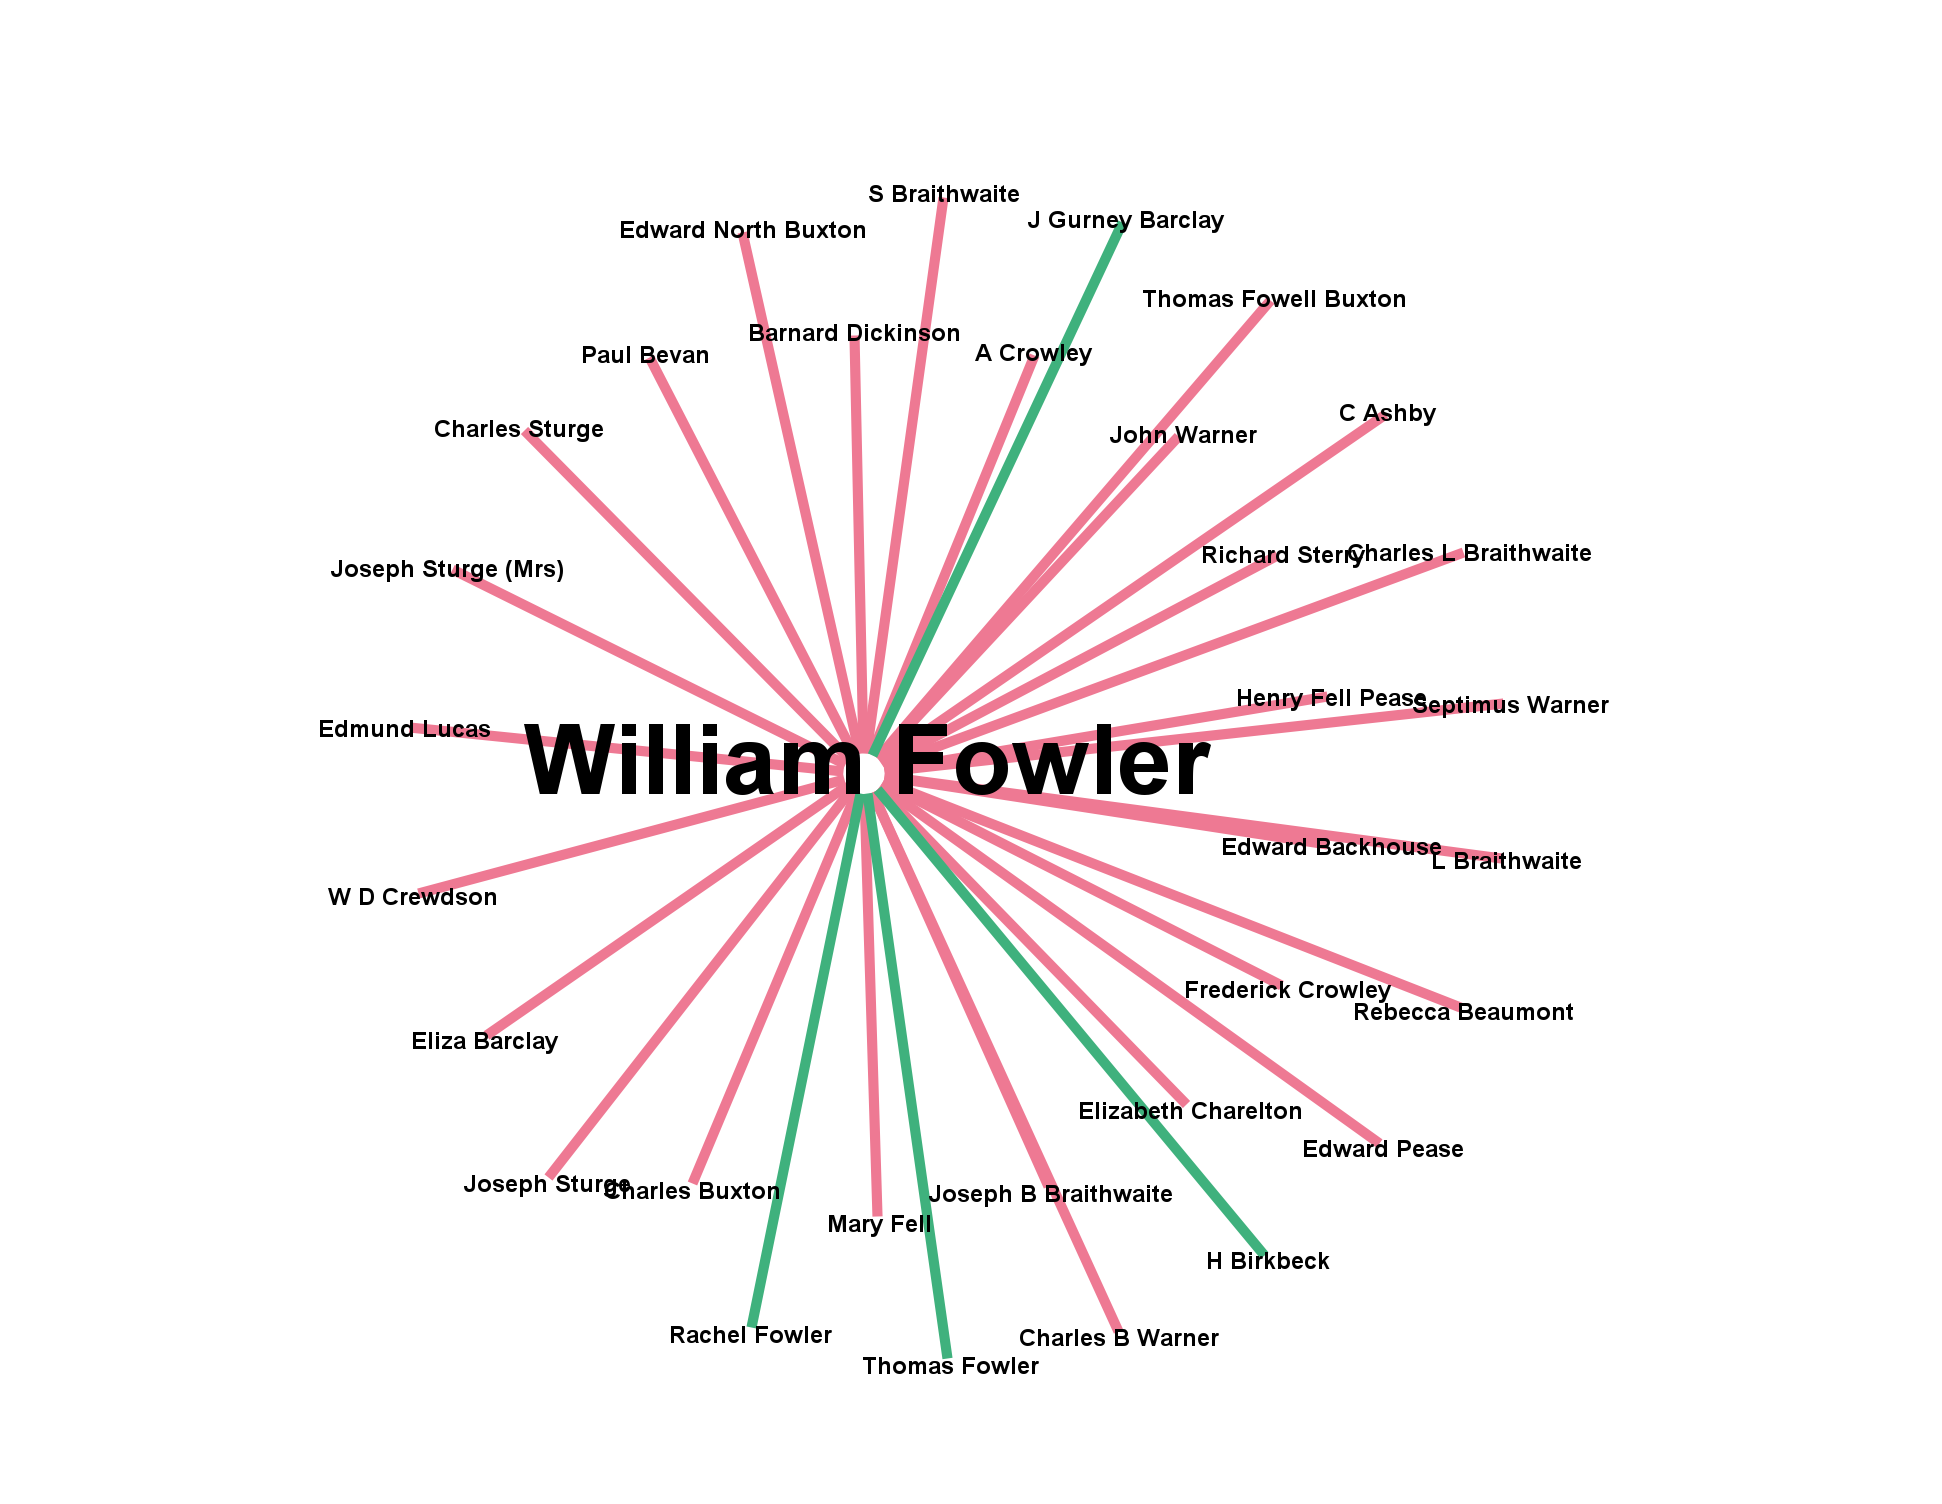 S Braithwaite
J Gurney Barclay
Edward North Buxton
Thomas Fowell Buxton
Barnard Dickinson
A Crowley
Paul Bevan
C Ashby
Charles Sturge
John Warner
Richard Sterry
Charles L Braithwaite
Joseph Sturge (Mrs)
Henry Fell Pease
Septimus Warner
Edmund Lucas
William Fowler
Edward Backhouse
L Braithwaite
W D Crewdson
Frederick Crowley
Rebecca Beaumont
Eliza Barclay
Elizabeth Charelton
Edward Pease
Joseph Sturge
Charles Buxton
Joseph B Braithwaite
Mary Fell
H Birkbeck
Rachel Fowler
Charles B Warner
Thomas Fowler